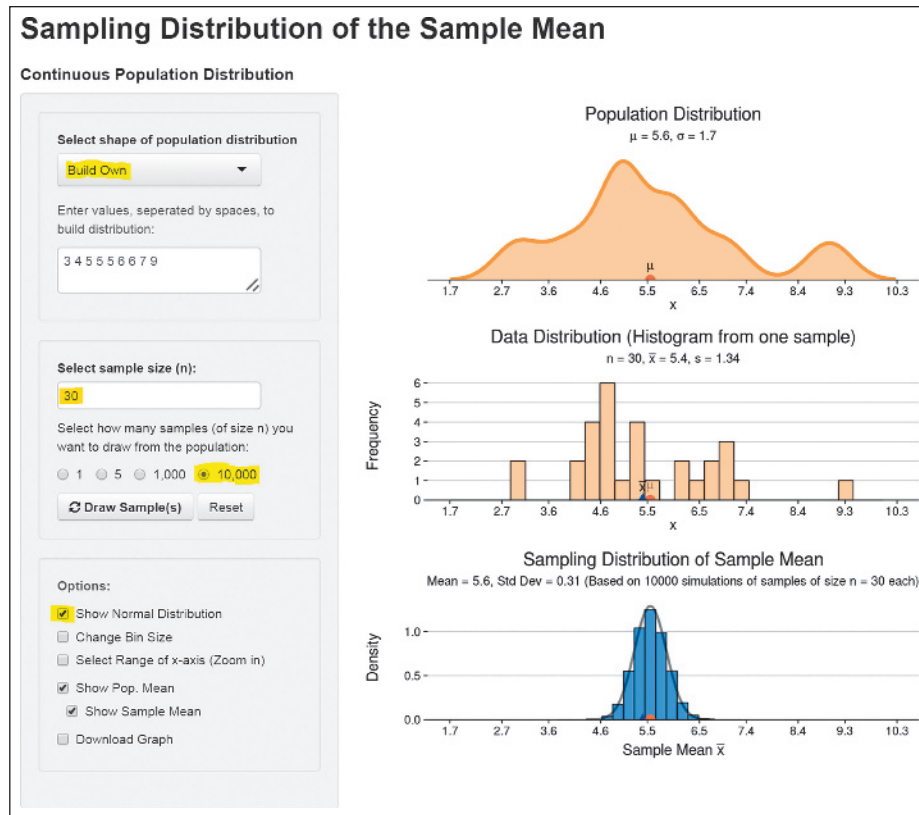 Sampling Distribution of the Sample Mean
Continuous Population Distribution
Select shape of population distribution
Build Own
Enter values, seperated by spaces, to
build distribution:
3 4 5 5 5 6 6 7 9
Select sample size (n):
30
Select how many samples (of size n) you
want to draw from the population:
1 5 1,000 10,000
Draw Sample(s) Reset
Options:
Show Normal Distribution
Change Bin Size
Select Range of x-axis (Zoom in)
Show Pop. Mean
Show Sample Mean
Download Graph
Population Distribution
μ = 5.6, σ = 1.7
μ
1.7 2.7 3.6 4.6 5.5 6.5 7.4 8.4 9.3 10.3
x
Data Distribution (Histogram from one sample)
n = 30, x̅ = 5.4, s = 1.34
Frequency
6
5
4
3
2
1
0
x̅ μ
1.7 2.7 3.6 4.6 5.5 6.5 7.4 8.4 9.3 10.3
x
Sampling Distribution of Sample Mean
Mean = 5.6, Std Dev = 0.31 (Based on 10000 simulations of samples of size n = 30 each)
Density
1.0
0.5
0.0
1.7 2.7 3.6 4.6 5.5 6.5 7.4 8.4 9.3 10.3
Sample Mean x̅